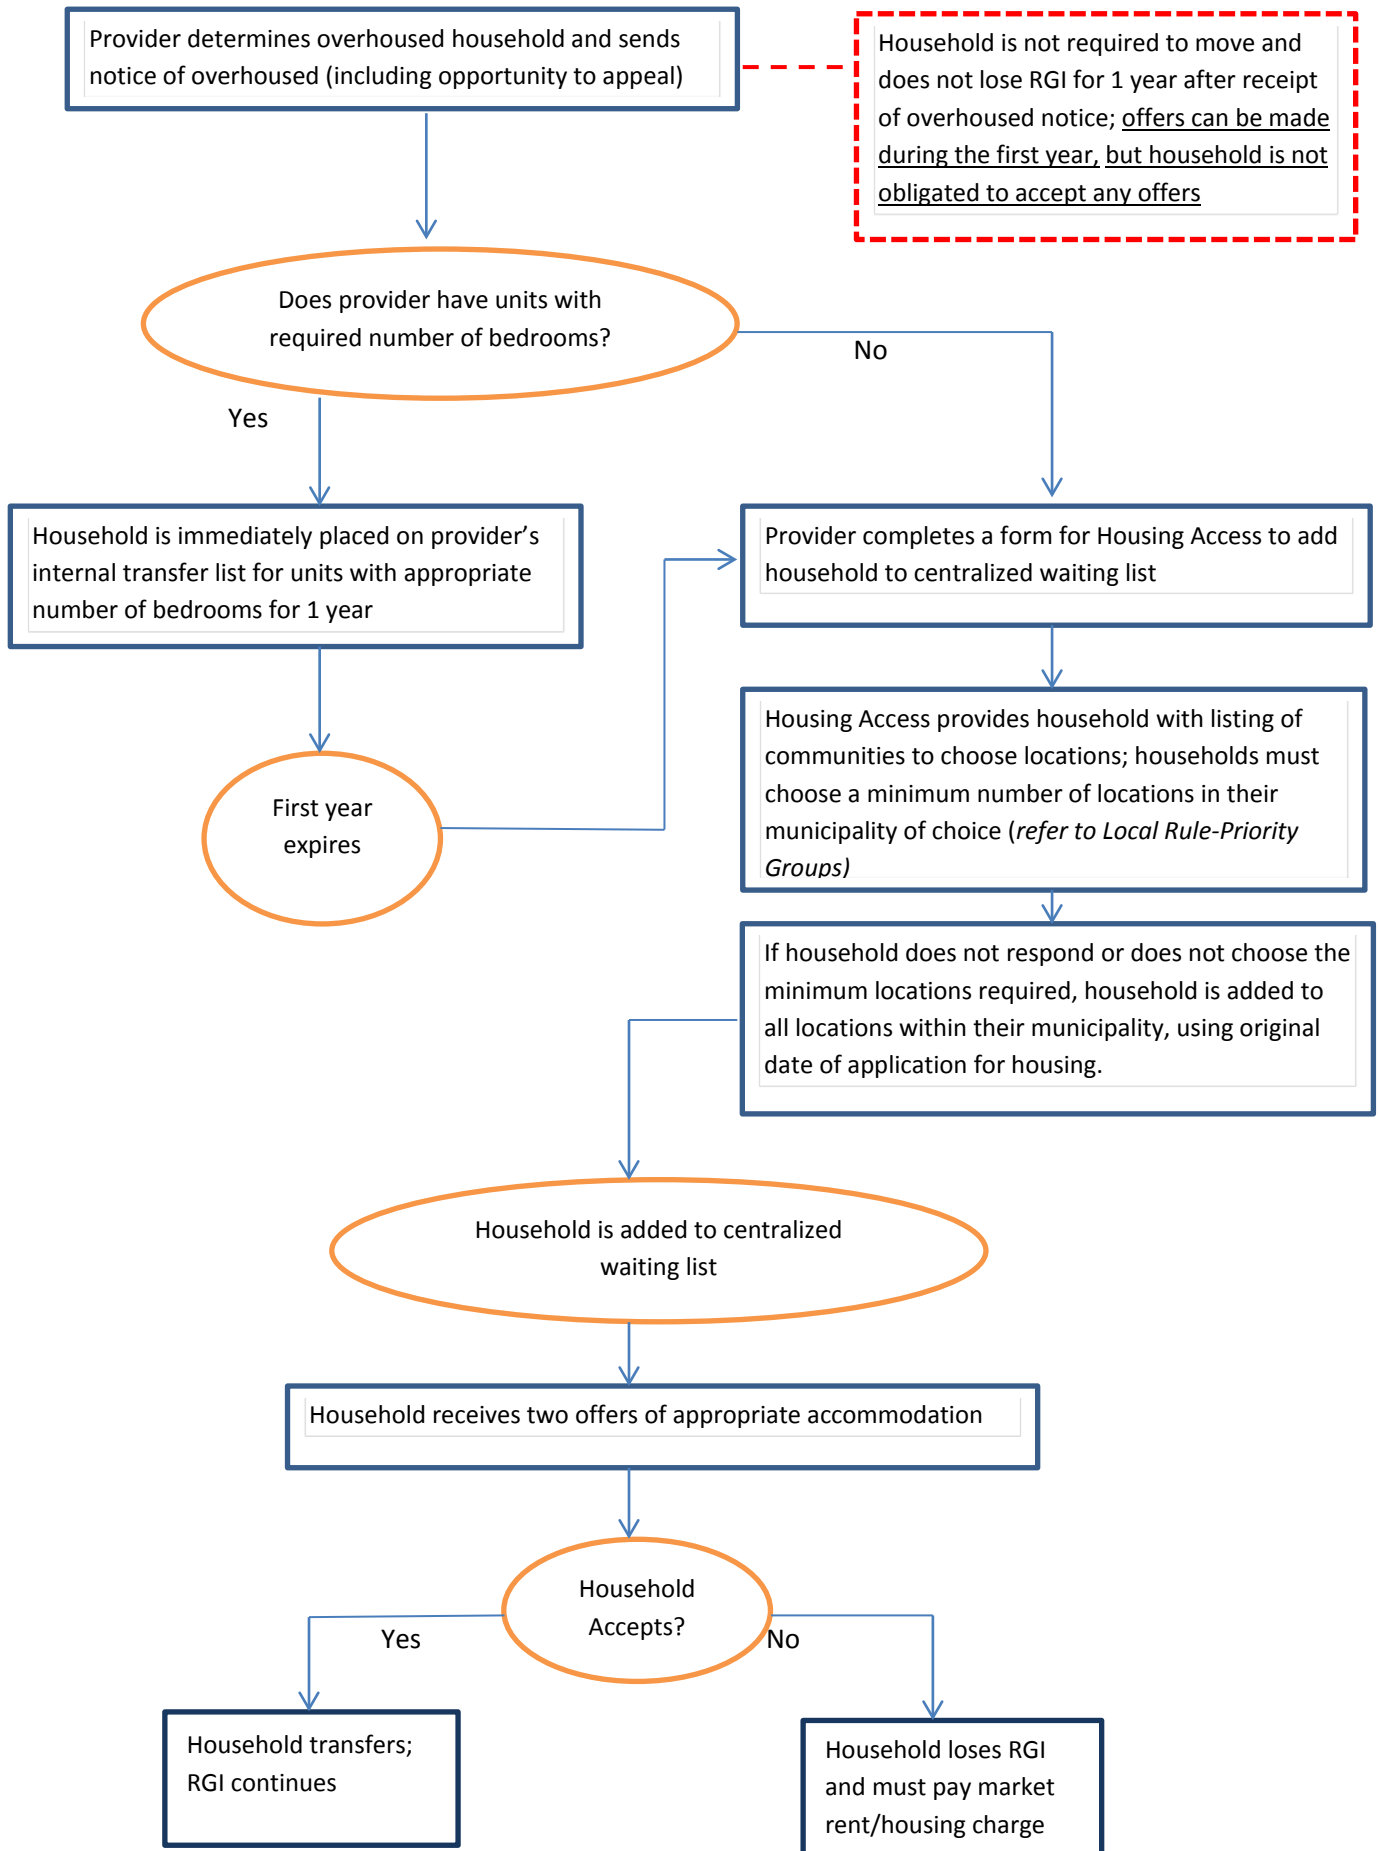 Provider determines overhoused household and sends
notice of overhoused (including opportunity to appeal)
Household is not required to move and
does not lose RGI for 1 year after receipt
of overhoused notice; offers can be made
during the first year, but household is not
obligated to accept any offers
Does provider have units with
required number of bedrooms?
No
Yes
Household is immediately placed on provider’s
internal transfer list for units with appropriate
number of bedrooms for 1 year
Provider completes a form for Housing Access to add
household to centralized waiting list
Housing Access provides household with listing of
communities to choose locations; households must
choose a minimum number of locations in their
municipality of choice (refer to Local Rule-Priority
Groups)
First year
expires
If household does not respond or does not choose the
minimum locations required, household is added to
all locations within their municipality, using original
date of application for housing.
Household is added to centralized
waiting list
Household receives two offers of appropriate accommodation
Household
Accepts?
Yes
No
Household transfers;
RGI continues
Household loses RGI
and must pay market
rent/housing charge